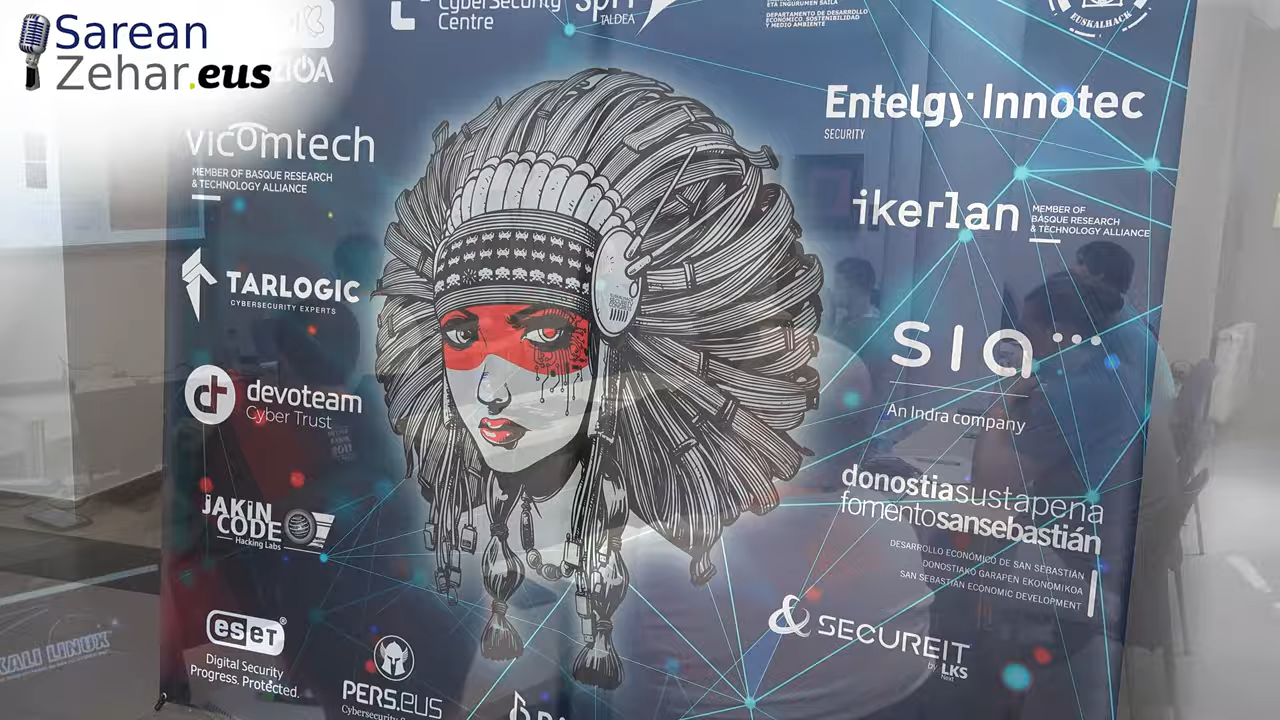 Sarean
Zehar.eus
CyberSecurity
Centre
Spri
TALDEA
ETA INGURUMEN SAILA
DEPARTAMENTO DE DESARROLLO
ECONÓMICO, SOSTENIBILIDAD
Y MEDIO AMBIENTE
EUSKALHACK
vicomtech
MEMBER OF BASQUE RESEARCH
& TECHNOLOGY ALLIANCE
TARLOGIC
CYBERSECURITY EXPERTS
devoteam
Cyber Trust
JAKIN
CODE
Hacking Labs
eseT®
Digital Security
Progress. Protected.
PERS.eus
KALI LINUX
Entelgy Innotec
SECURITY
ikerlan
MEMBER OF
BASQUE RESEARCH
& TECHNOLOGY ALLIANCE
sia
An Indra company
donostiasustapena
fomentosansebastián
DESARROLLO ECONÓMICO DE SAN SEBASTIÁN
DONOSTIAKO GARAPEN EKONOMIKOA
SAN SEBASTIAN ECONOMIC DEVELOPMENT
& SECUREIT
by LKS
Next